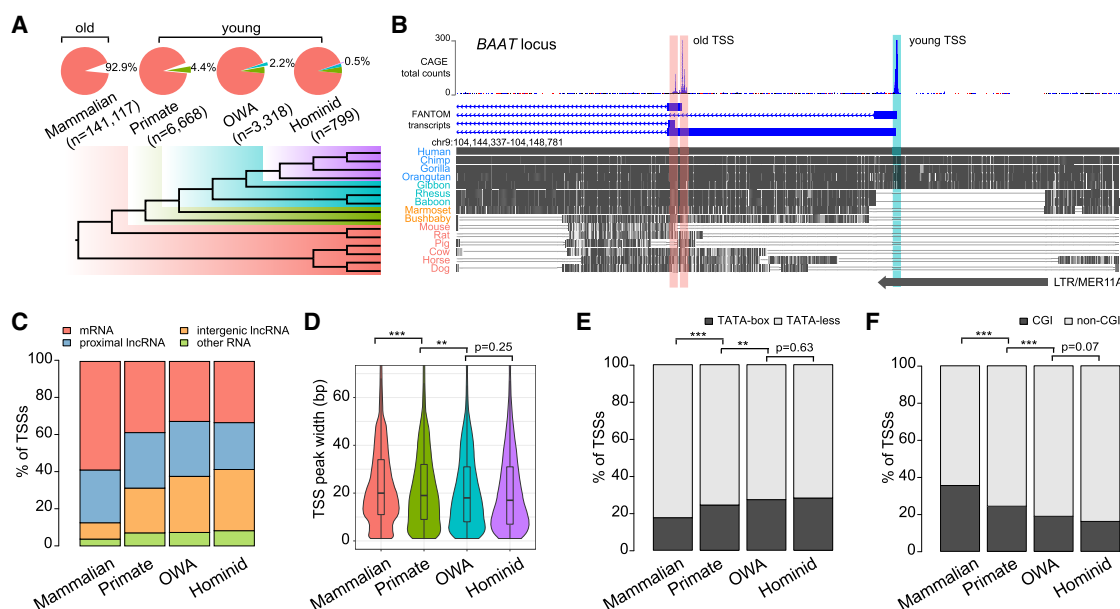 A
old
young
92.9%
4.4%
2.2%
0.5%
Mammalian
(n=141,117)
Primate
(n=6,668)
OWA
(n=3,318)
Hominid
(n=799)
B
BAAT locus
old TSS
young TSS
300
CAGE
total counts
0
FANTOM
transcripts
chr9:104,144,337-104,148,781
Human
Chimp
Gorilla
Orangutan
Gibbon
Rhesus
Baboon
Marmoset
Bushbaby
Mouse
Rat
Pig
Cow
Horse
Dog
LTR/MER11A
C
mRNA
intergenic lncRNA
proximal lncRNA
other RNA
% of TSSs
100
80
60
40
20
0
Mammalian
Primate
OWA
Hominid
D
***
**
p=0.25
TSS peak width (bp)
60
40
20
0
Mammalian
Primate
OWA
Hominid
E
TATA-box
TATA-less
***
**
p=0.63
% of TSSs
100
80
60
40
20
0
Mammalian
Primate
OWA
Hominid
F
CGI
non-CGI
***
***
p=0.07
% of TSSs
100
80
60
40
20
0
Mammalian
Primate
OWA
Hominid